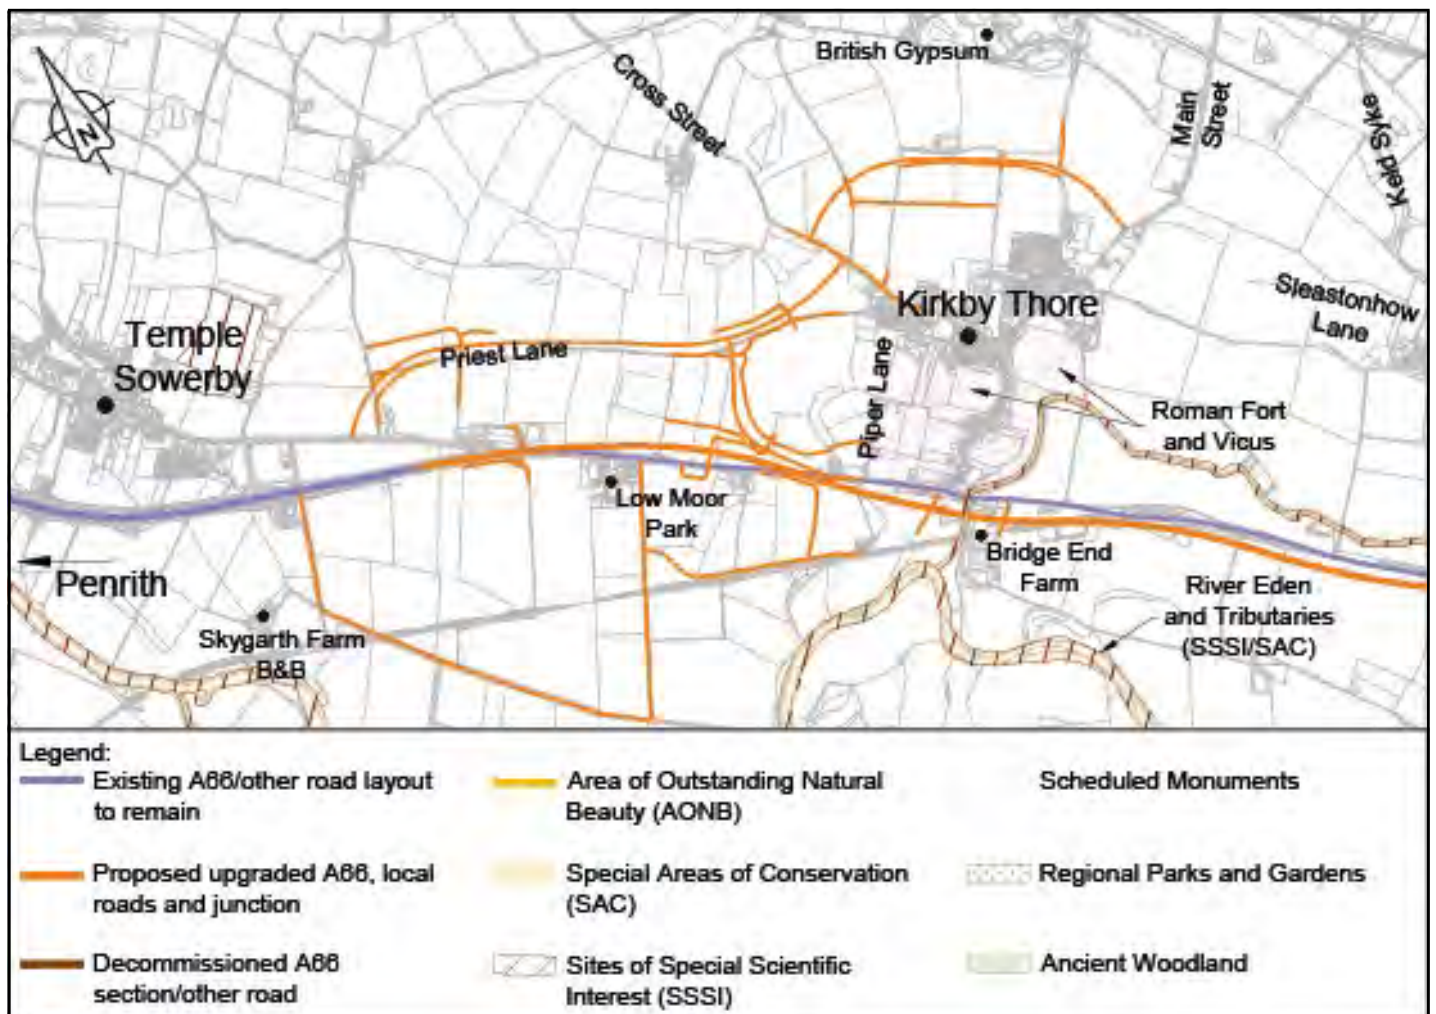 British Gypsum
Cross Street
Main
Street
Keld Syke
N
Kirkby Thore
Sleastonhow
Lane
Temple
Sowerby
Priest Lane
Piper Lane
Roman Fort
and Vicus
Low Moor
Park
Bridge End
Farm
Penrith
River Eden
and Tributaries
(SSSI/SAC)
Skygarth Farm
B&B
Legend:
Existing A66/other road layout
to remain
Proposed upgraded A66, local
roads and junction
Decommissioned A66
section/other road
Area of Outstanding Natural
Beauty (AONB)
Special Areas of Conservation
(SAC)
Sites of Special Scientific
Interest (SSSI)
Scheduled Monuments
Regional Parks and Gardens
Ancient Woodland